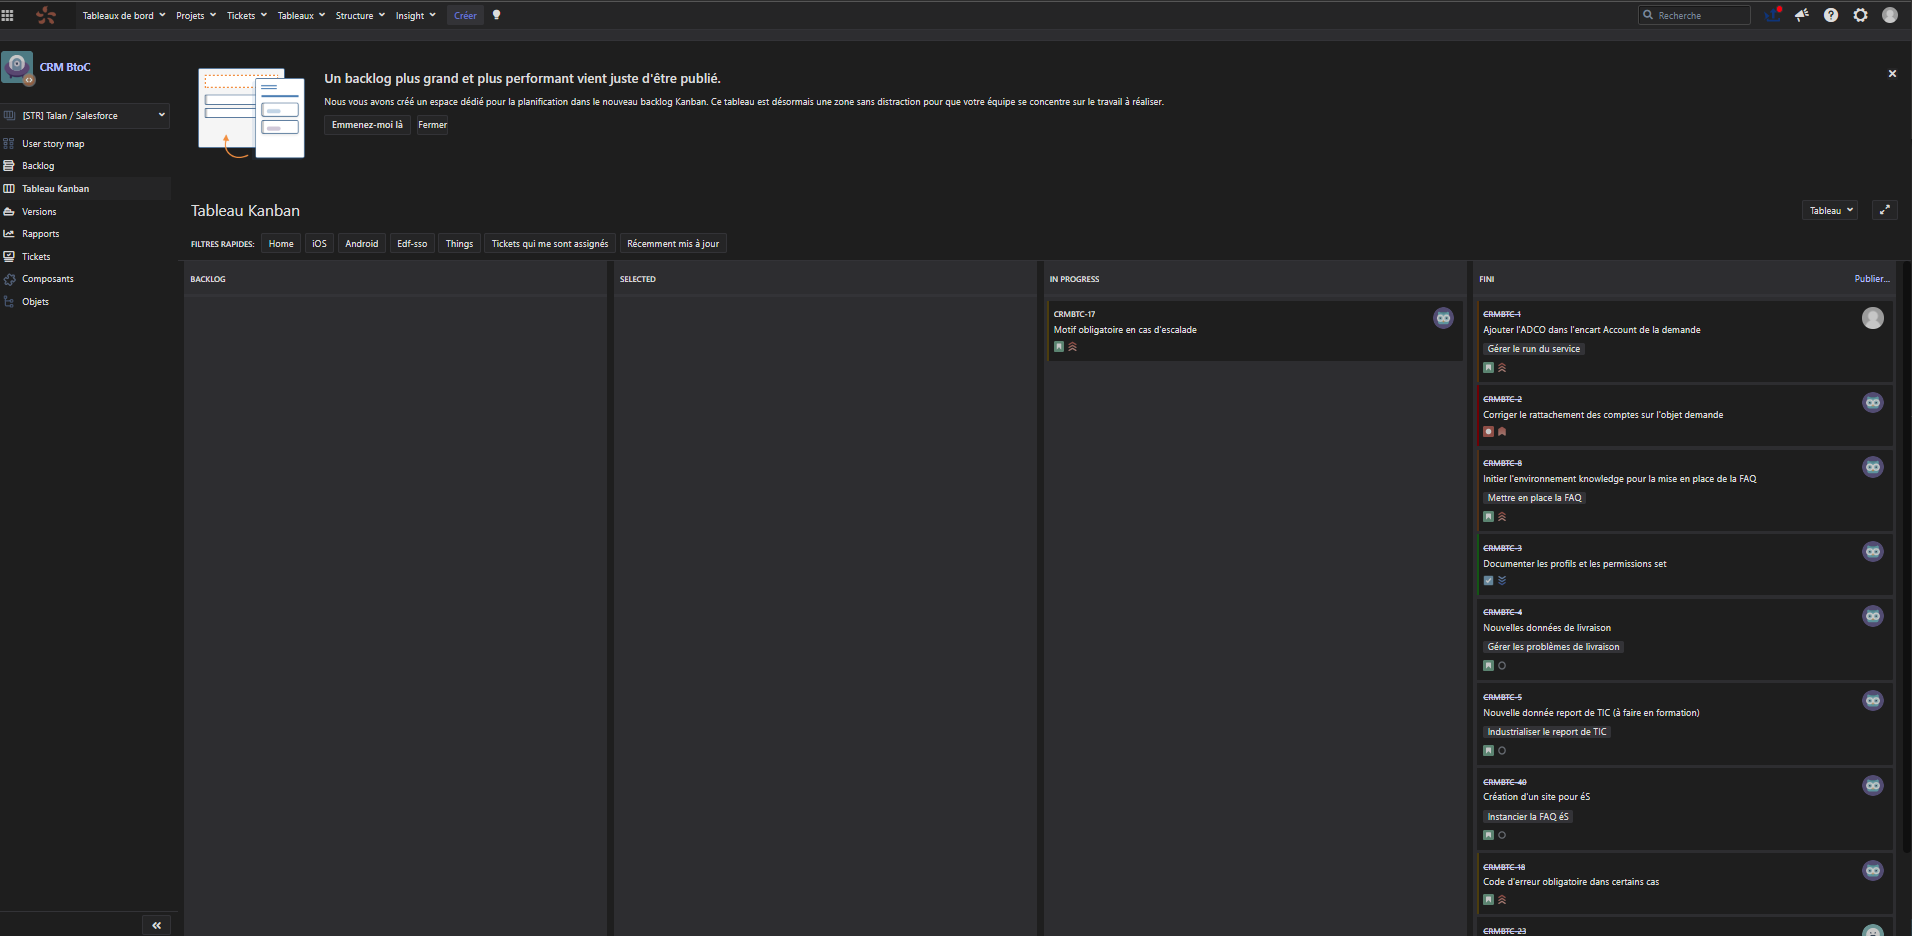 Tableaux de bord Projets Tickets Tableaux Structure Insight Créer Recherche
CRM BtoC
[STR] Talan / Salesforce
User story map
Backlog
Tableau Kanban
Versions
Rapports
Tickets
Composants
Objets
Un backlog plus grand et plus performant vient juste d'être publié.
Nous vous avons créé un espace dédié pour la planification dans le nouveau backlog Kanban. Ce tableau est désormais une zone sans distraction pour que votre équipe se concentre sur le travail à réaliser.
Emmenez-moi là Fermer
Tableau Kanban
Tableau
FILTRES RAPIDES: Home iOS Android Edf-sso Things Tickets qui me sont assignés Récemment mis à jour
BACKLOG
SELECTED
IN PROGRESS
CRMBTC-17
Motif obligatoire en cas d'escalade
FINI Publier...
CRMBTC-1
Ajouter l'ADCO dans l'encart Account de la demande
Gérer le run du service
CRMBTC-2
Corriger le rattachement des comptes sur l'objet demande
CRMBTC-8
Initier l'environnement knowledge pour la mise en place de la FAQ
Mettre en place la FAQ
CRMBTC-3
Documenter les profils et les permissions set
CRMBTC-4
Nouvelles données de livraison
Gérer les problèmes de livraison
CRMBTC-5
Nouvelle donnée report de TIC (à faire en formation)
Industrialiser le report de TIC
CRMBTC-40
Création d'un site pour éS
Instancier la FAQ éS
CRMBTC-18
Code d'erreur obligatoire dans certains cas
CRMBTC-23